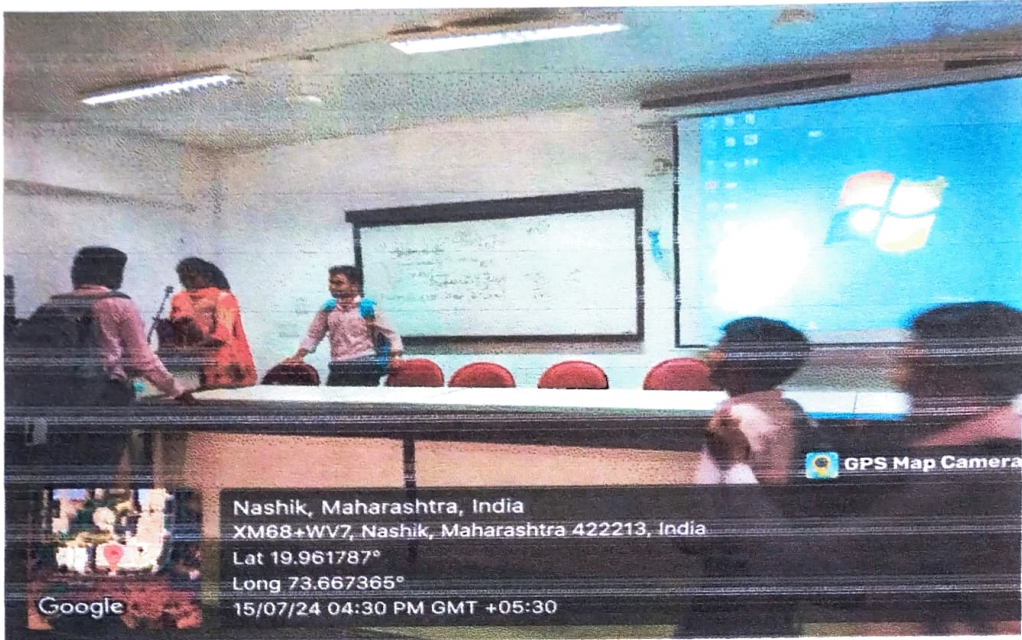 GPS Map Camera
Nashik, Maharashtra, India
XM68+WV7, Nashik, Maharashtra 422213, India
Lat 19.961787°
Long 73.667365°
15/07/24 04:30 PM GMT +05:30
Google